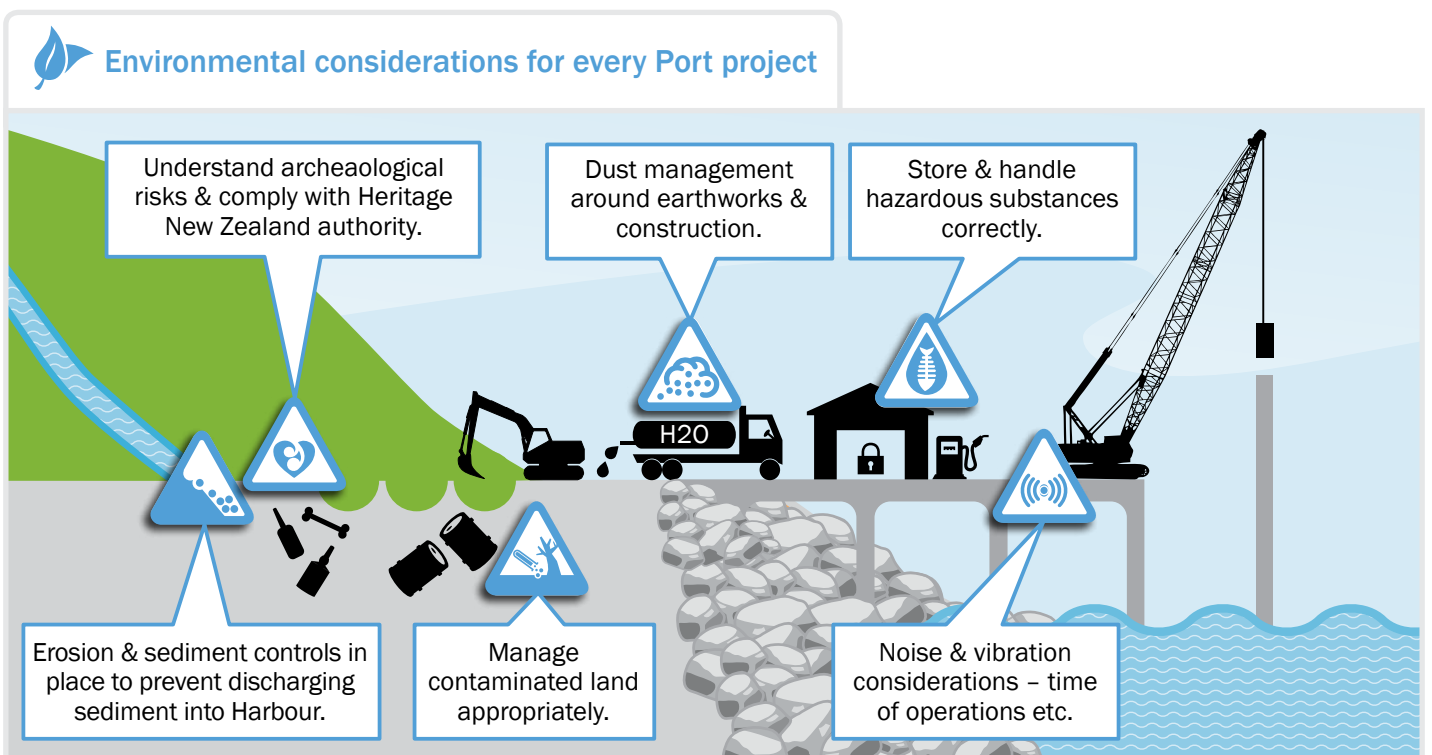 Environmental considerations for every Port project
Understand archeaological
risks & comply with Heritage
New Zealand authority.
Dust management
around earthworks &
construction.
Store & handle
hazardous substances
correctly.
H20
Erosion & sediment controls in
place to prevent discharging
sediment into Harbour.
Manage
contaminated land
appropriately.
Noise & vibration
considerations – time
of operations etc.